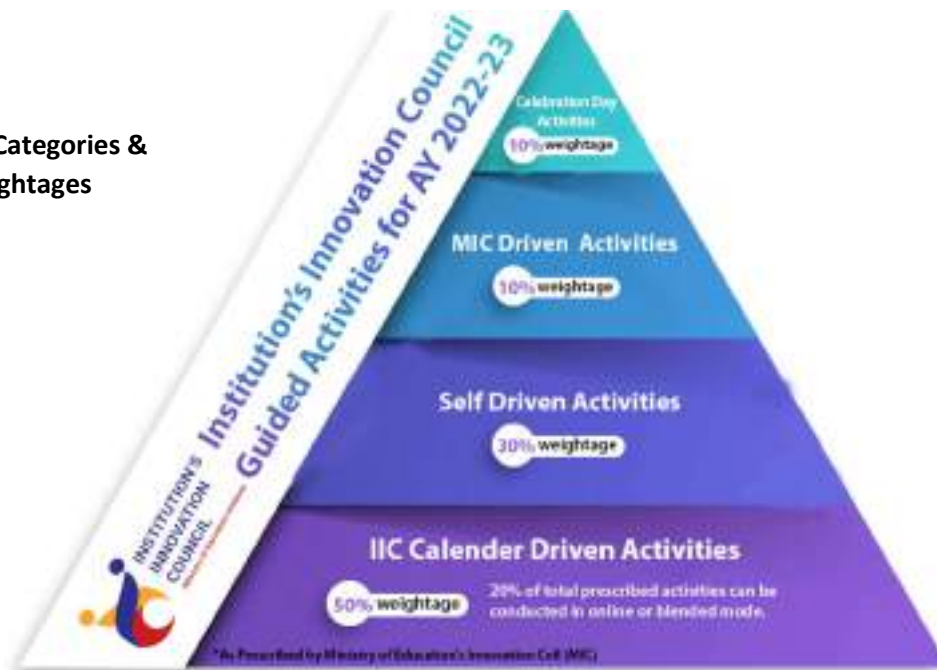 Categories &
ghtages
Institution's Innovation Council
Guided Activities for AY 2022-23
INSTITUTION'S
INNOVATION
COUNCIL
Celebration Day
Activities
10% weightage
MIC Driven Activities
10% weightage
Self Driven Activities
30% weightage
IIC Calender Driven Activities
50% weightage
20% of total prescribed activities can be
conducted in online or blended mode.
*As Prescribed by Ministry of Education's Innovation Cell (MIC)